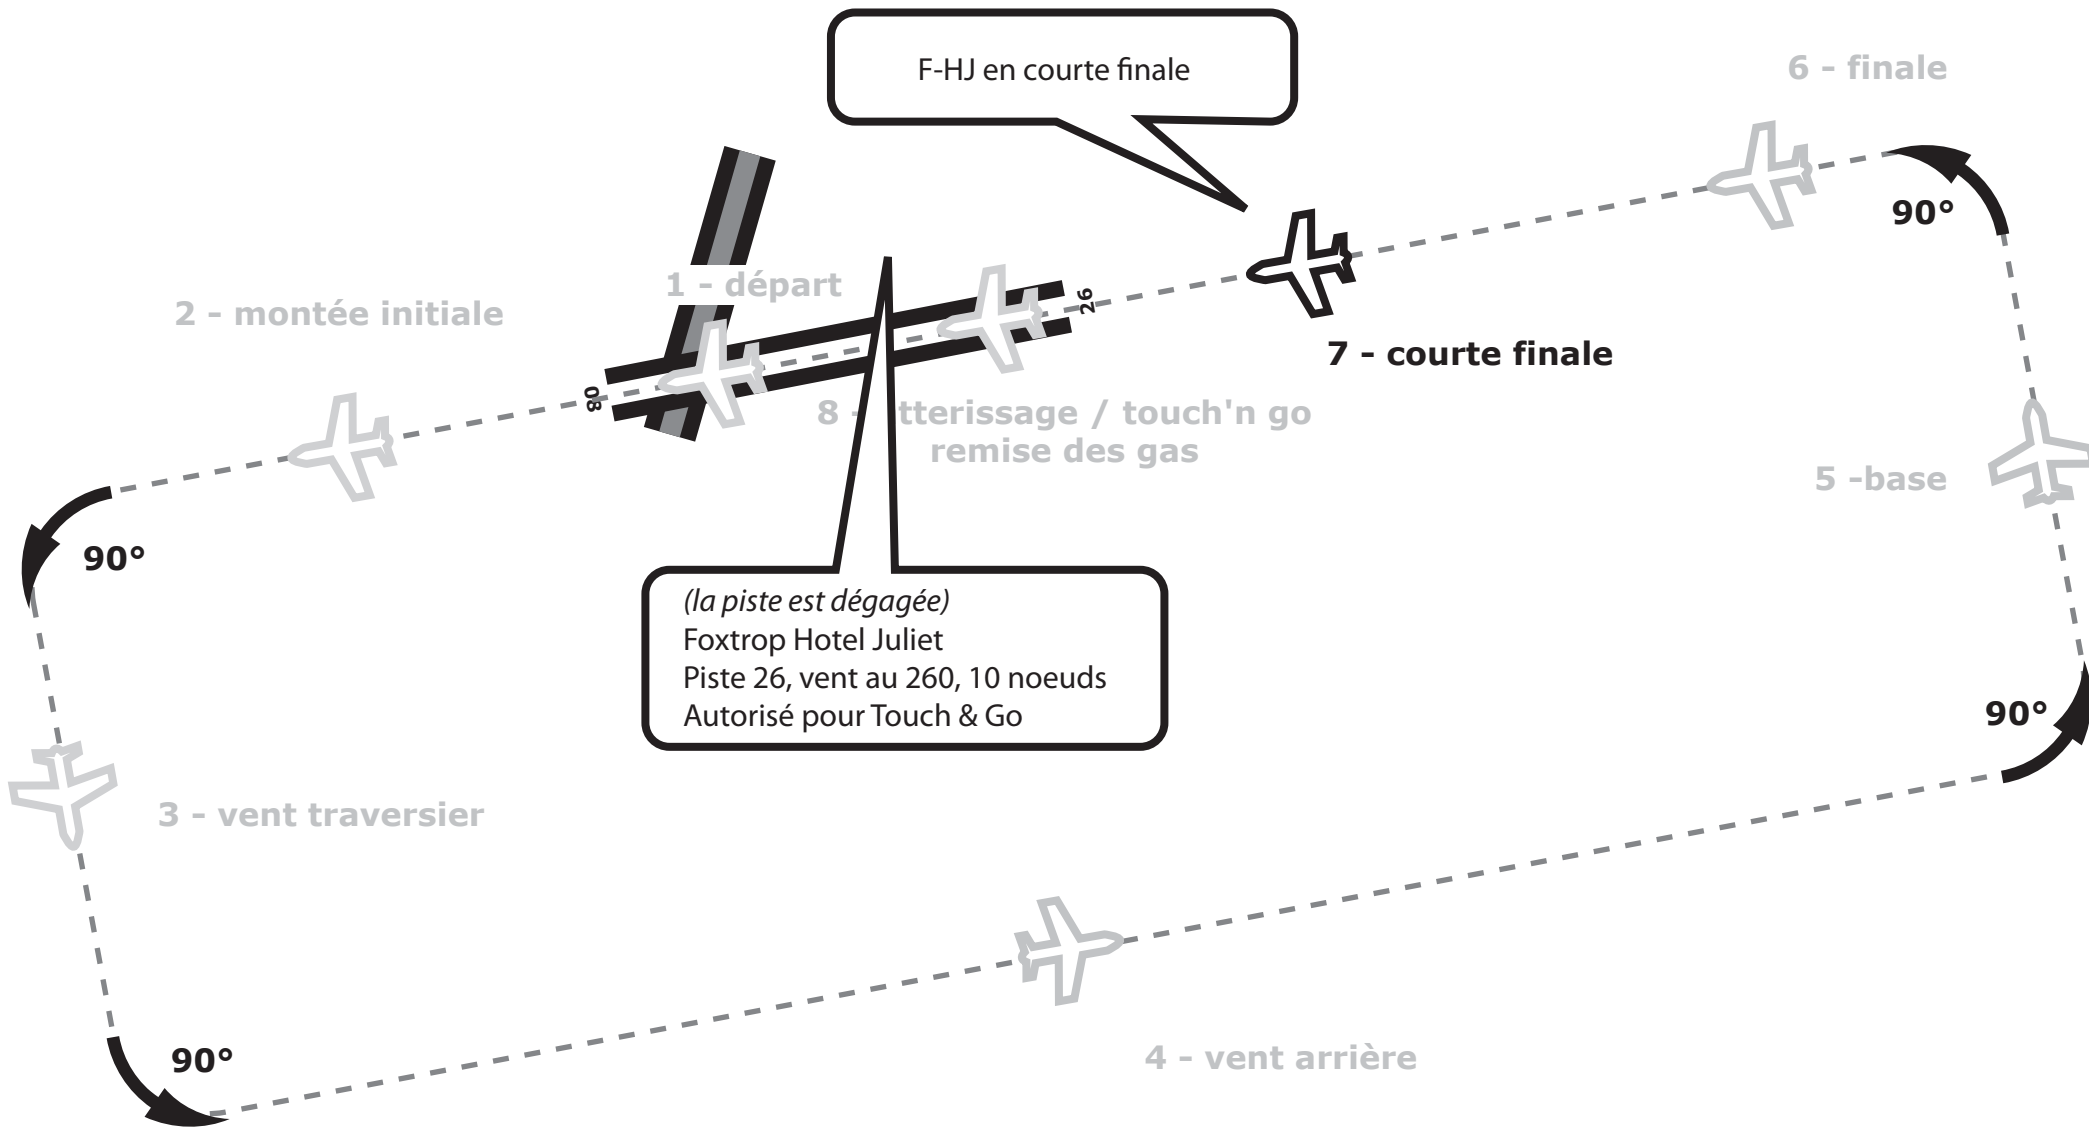 F-HJ en courte finale
6 - finale
90°
1 - départ
2 - montée initiale
26
7 - courte finale
08
8 - tterissage / touch'n go
remise des gas
5 -base
90°
(la piste est dégagée)
Foxtrop Hotel Juliet
Piste 26, vent au 260, 10 noeuds
Autorisé pour Touch & Go
90°
3 - vent traversier
4 - vent arrière
90°